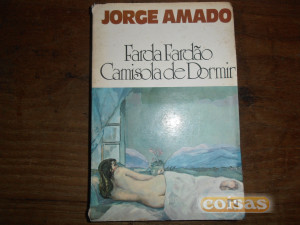 JORGE AMADO
Farda Fardão
Camisola de Dormir
coisas